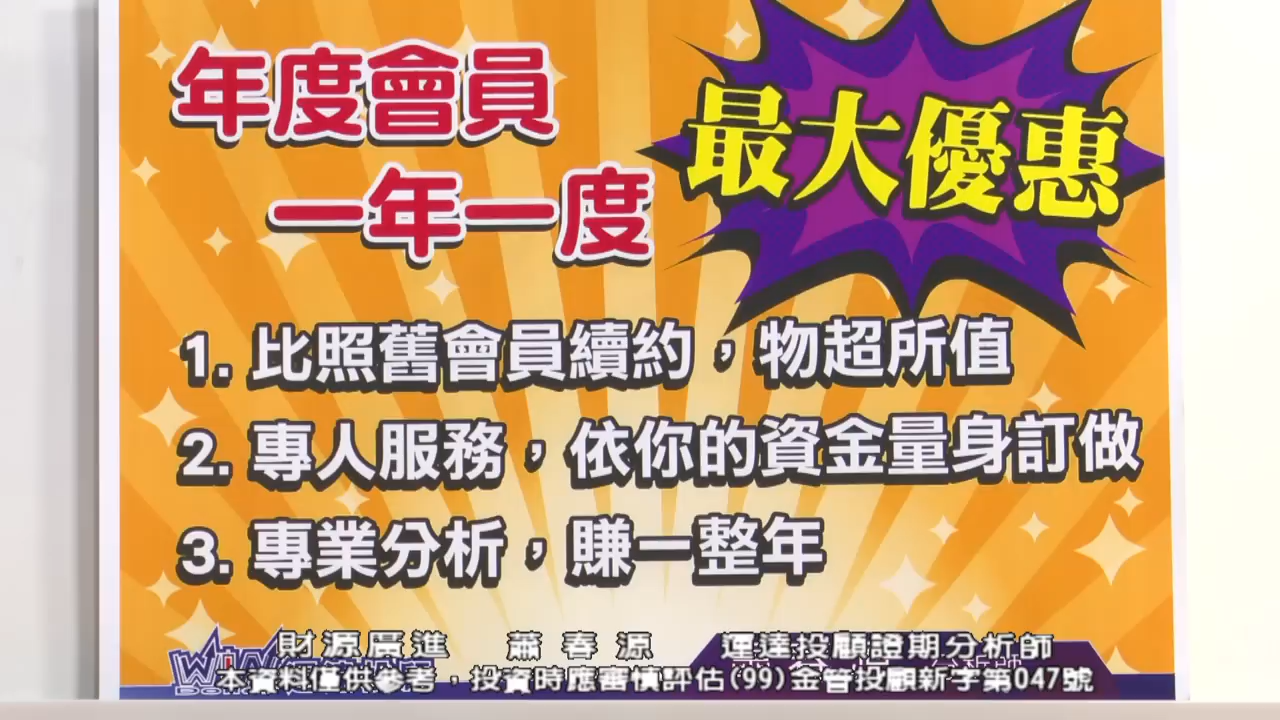 年度會員
一年一度
最大優惠
1. 比照舊會員續約，物超所值
2. 專人服務，依你的資金量身訂做
3. 專業分析，賺一整年
財源廣進 蕭春源 運達投顧證期分析師
本資料僅供參考，投資時應審慎評估(99)金管投顧新字第047號
WIN